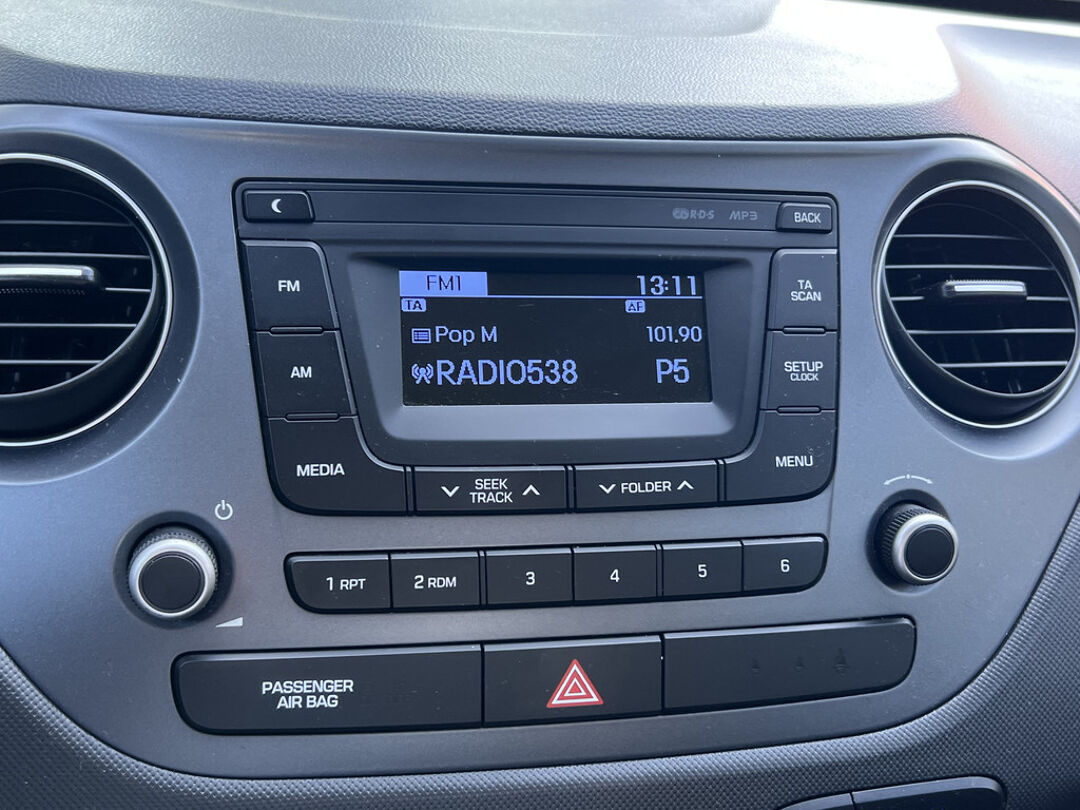 R·D·S MP3 BACK
FM
AM
MEDIA
FM1 13:11
TA AF
Pop M 101.90
RADIO538 P5
TA
SCAN
SETUP
CLOCK
MENU
SEEK
TRACK
FOLDER
1 RPT 2 RDM 3 4 5 6
PASSENGER
AIR BAG